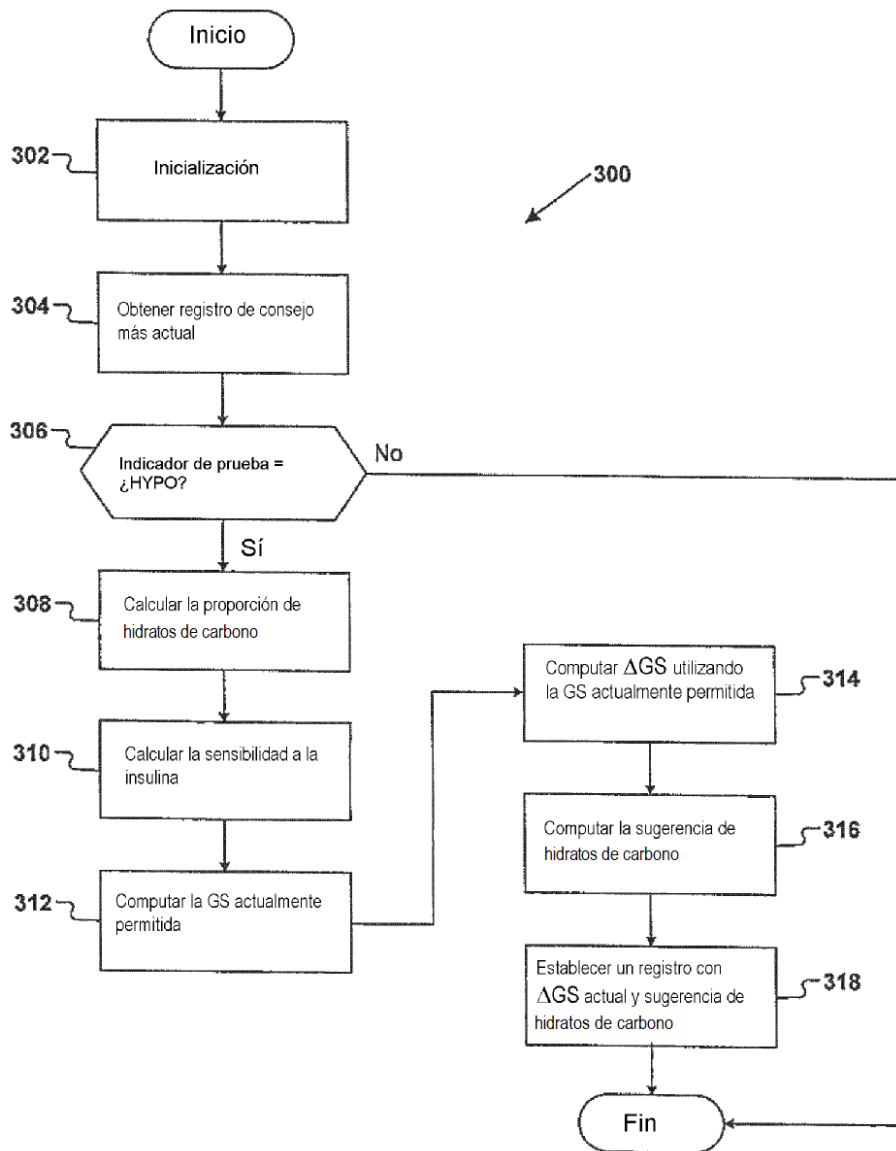 Inicio
302
Inicialización
300
304
Obtener registro de consejo
más actual
306
Indicador de prueba =
¿HYPO?
No
Sí
308
Calcular la proporción de
hidratos de carbono
310
Calcular la sensibilidad a la
insulina
312
Computar la GS actualmente
permitida
Computar ΔGS utilizando
la GS actualmente permitida
314
Computar la sugerencia de
hidratos de carbono
316
Establecer un registro con
ΔGS actual y sugerencia de
hidratos de carbono
318
Fin